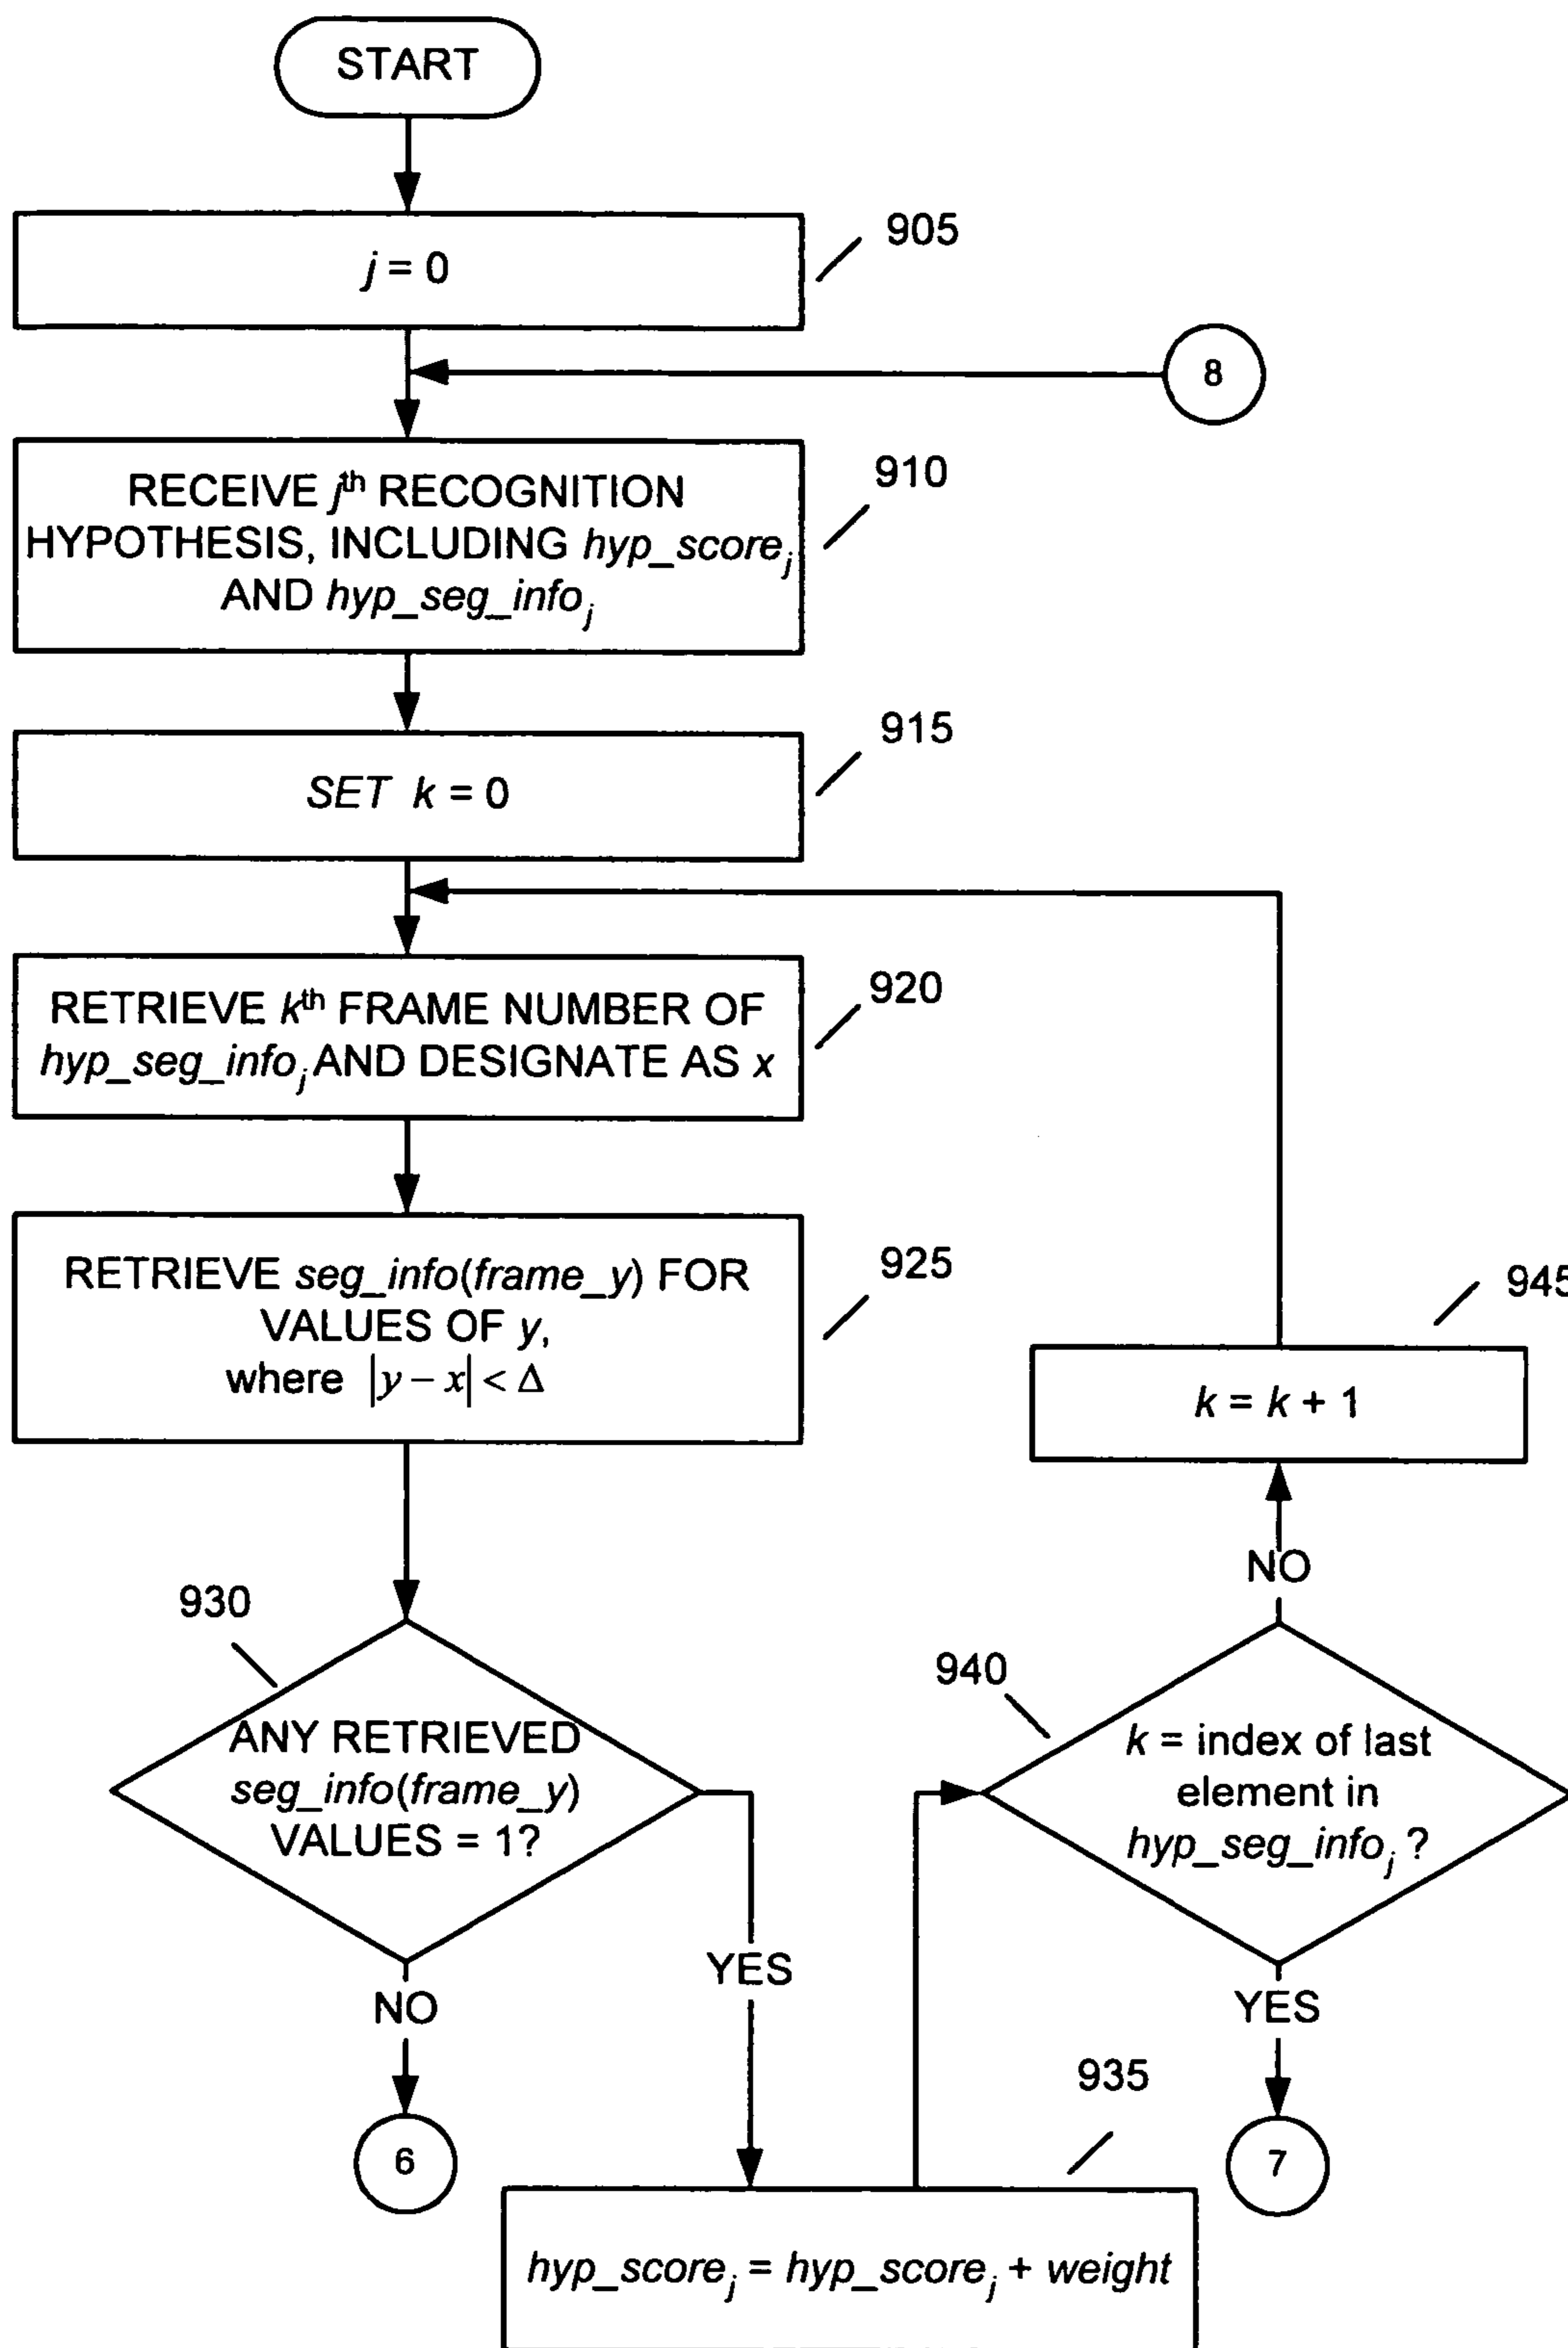 START
j = 0
905
8
RECEIVE jth RECOGNITION
HYPOTHESIS, INCLUDING hyp_scorej
AND hyp_seg_infoj
910
SET k = 0
915
RETRIEVE kth FRAME NUMBER OF
hyp_seg_infoj AND DESIGNATE AS x
920
RETRIEVE seg_info(frame_y) FOR
VALUES OF y,
where |y – x| < Δ
925
945
k = k + 1
NO
930
ANY RETRIEVED
seg_info(frame_y)
VALUES = 1?
940
k = index of last
element in
hyp_seg_infoj ?
YES
NO
YES
6
7
935
hyp_scorej = hyp_scorej + weight